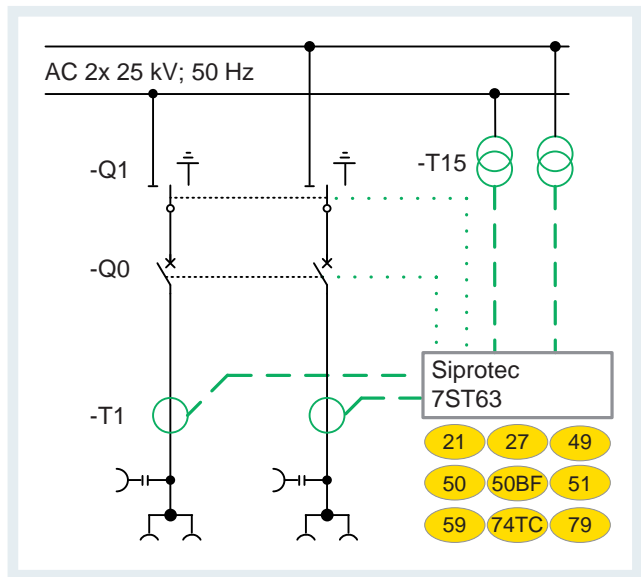 AC 2x 25 kV; 50 Hz
-Q1
-T15
-Q0
Siprotec
7ST63
-T1
21 27 49
50 50BF 51
59 74TC 79